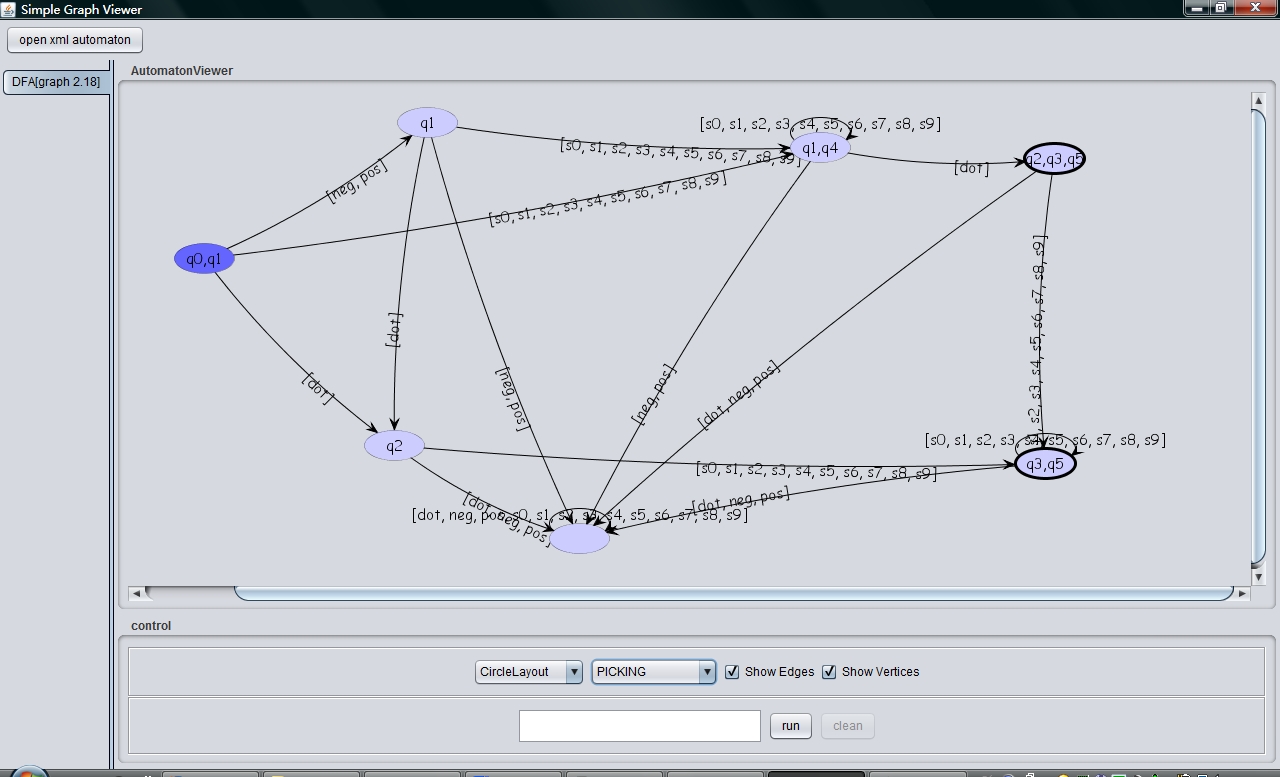 Simple Graph Viewer
open xml automaton
DFA[graph 2.18]
AutomatonViewer
q1
[s0, s1, s2, s3, s4, s5, s6, s7, s8, s9]
q1,q4
[s0, s1, s2, s3, s4, s5, s6, s7, s8, s9]
q2,q3,q5
[dot]
[neg, pos]
[s0, s1, s2, s3, s4, s5, s6, s7, s8, s9]
q0,q1
[dot]
[dot]
[neg, pos]
[neg, pos]
[dot, neg, pos]
s2, s3, s4, s5, s6, s7, s8, s9]
q2
[s0, s1, s2, s3, s4, s5, s6, s7, s8, s9]
q3,q5
[s0, s1, s2, s3, s4, s5, s6, s7, s8, s9]
[dot, neg, pos]
[dot, neg, pos]
[dot, neg, pos, s0, s1, s2, s3, s4, s5, s6, s7, s8, s9]
control
CircleLayout
PICKING
Show Edges
Show Vertices
run
clean